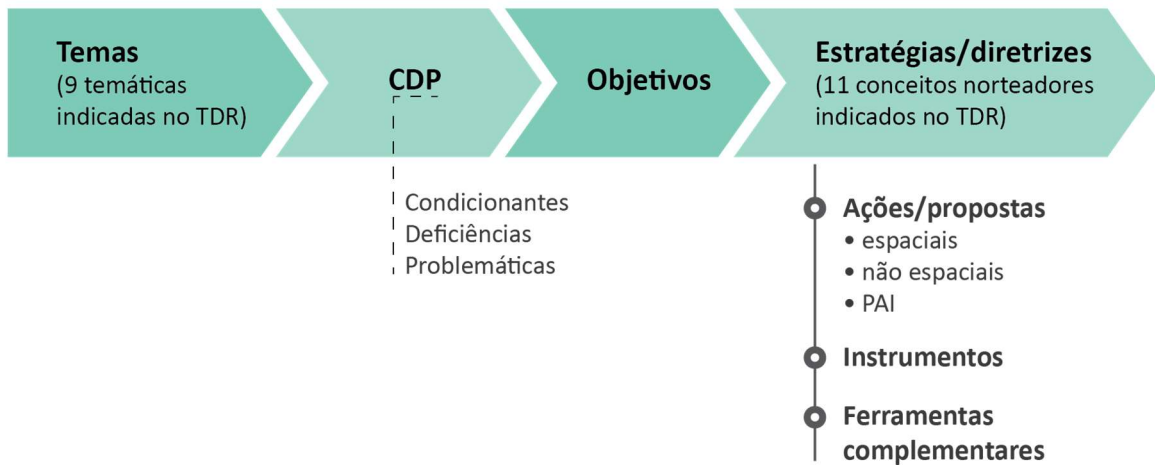 Temas
(9 temáticas
indicadas no TDR)
CDP
Condicionantes
Deficiências
Problemáticas
Objetivos
Estratégias/diretrizes
(11 conceitos norteadores
indicados no TDR)
Ações/propostas
• espaciais
• não espaciais
• PAI
Instrumentos
Ferramentas
complementares